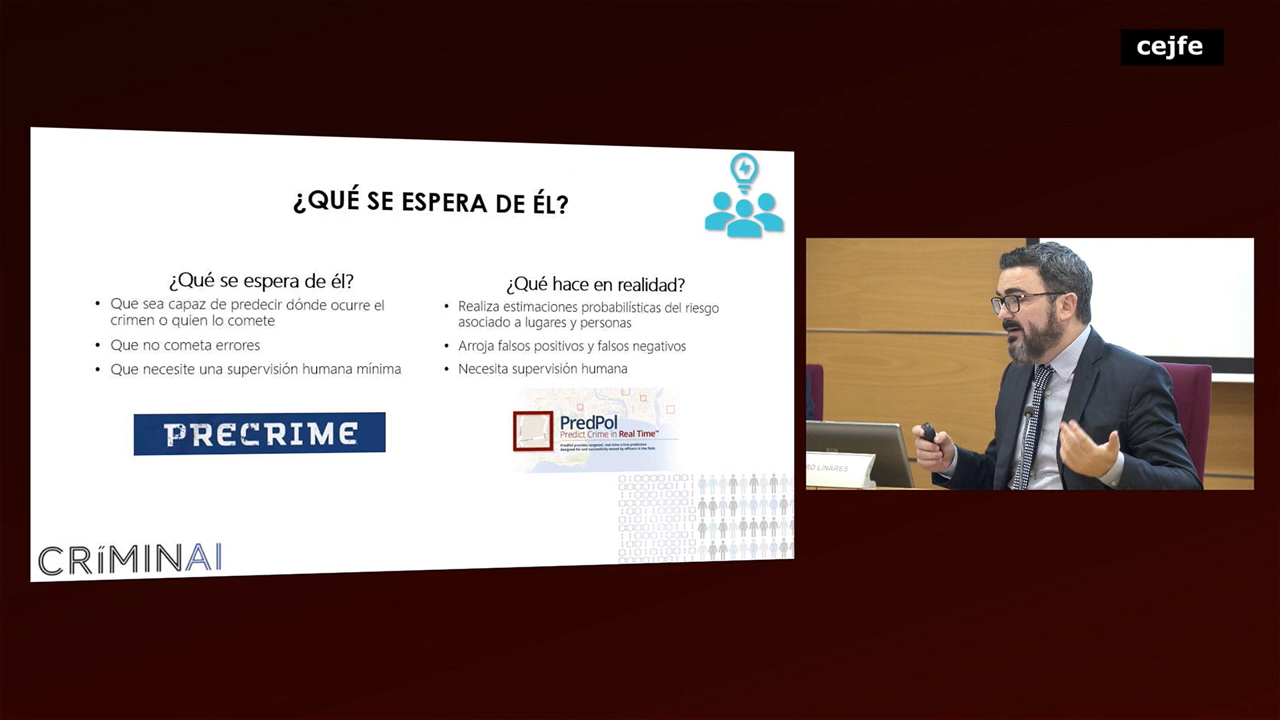 cejfe
¿QUÉ SE ESPERA DE ÉL?
¿Qué se espera de él?
• Que sea capaz de predecir dónde ocurre el
crimen o quien lo comete
• Que no cometa errores
• Que necesite una supervisión humana mínima
PRECRIME
¿Qué hace en realidad?
• Realiza estimaciones probabilísticas del riesgo
asociado a lugares y personas
• Arroja falsos positivos y falsos negativos
• Necesita supervisión humana
PredPol
Predict Crime in Real Time™
CRíMINAI
RO LINARES